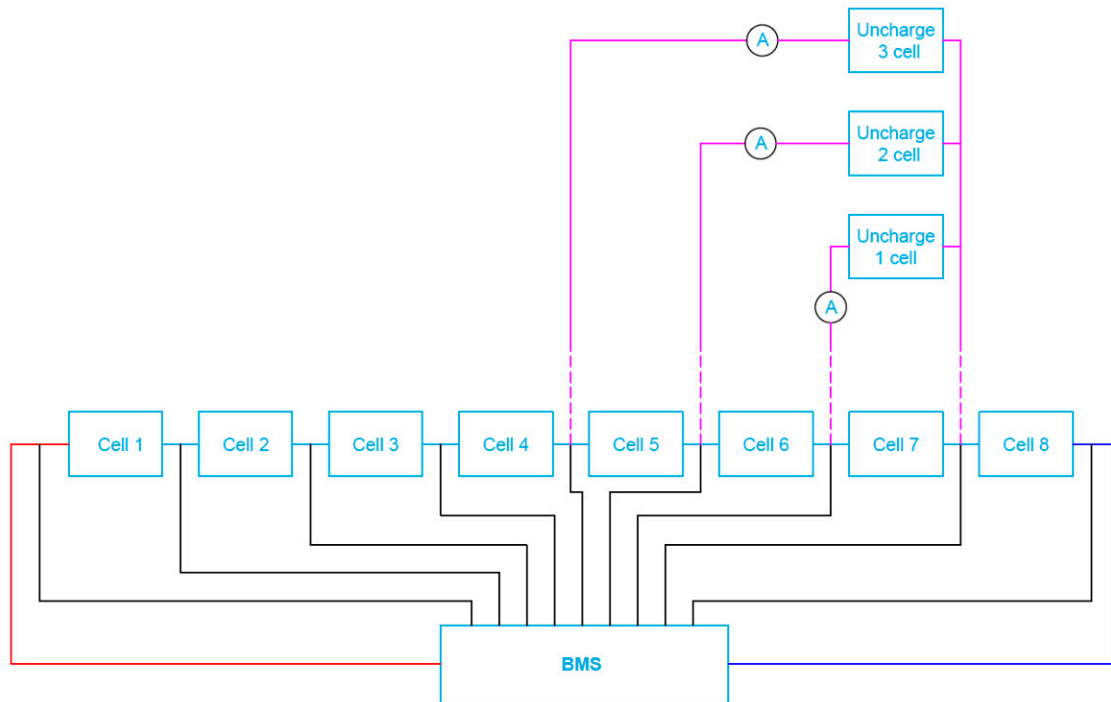 A
Uncharge
3 cell
A
Uncharge
2 cell
Uncharge
1 cell
A
Cell 1
Cell 2
Cell 3
Cell 4
Cell 5
Cell 6
Cell 7
Cell 8
BMS